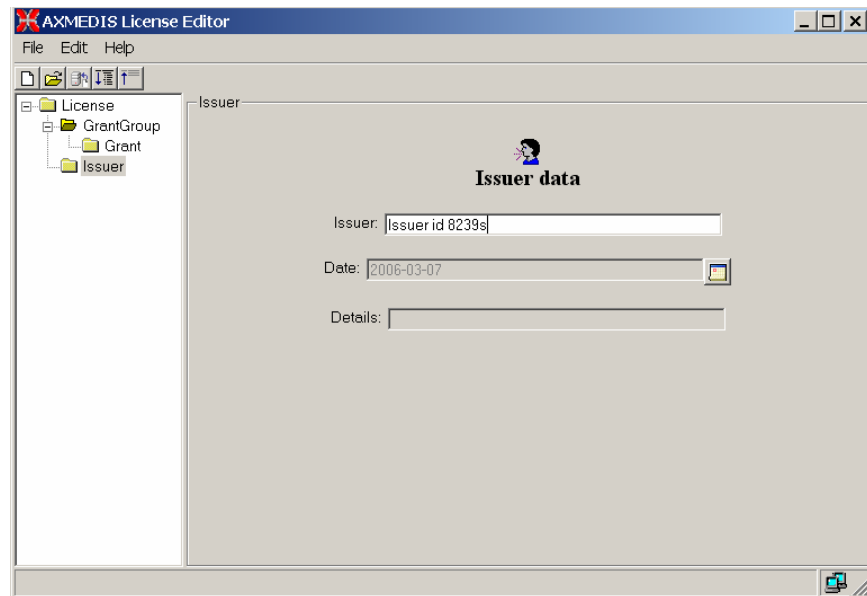 AXMEDIS License Editor
File Edit Help
License
GrantGroup
Grant
Issuer
Issuer
Issuer data
Issuer: Issuer id 8239s
Date: 2006-03-07
Details: